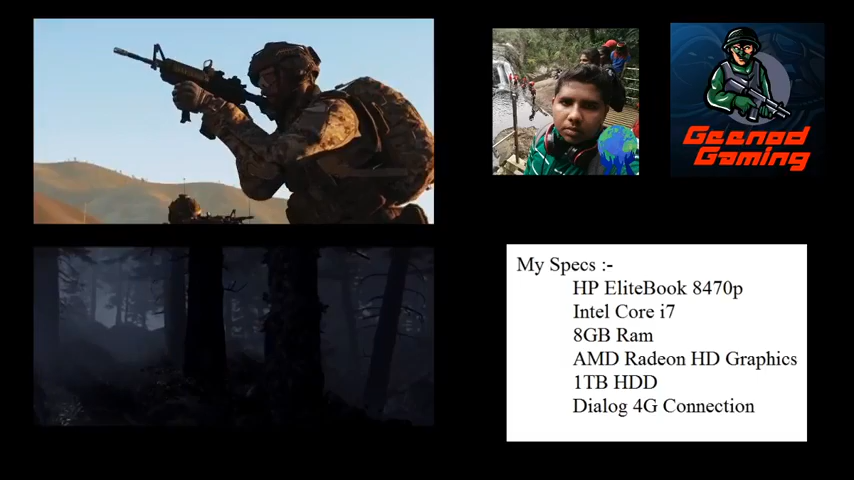 Geenod
Gaming
My Specs :-
HP EliteBook 8470p
Intel Core i7
8GB Ram
AMD Radeon HD Graphics
1TB HDD
Dialog 4G Connection